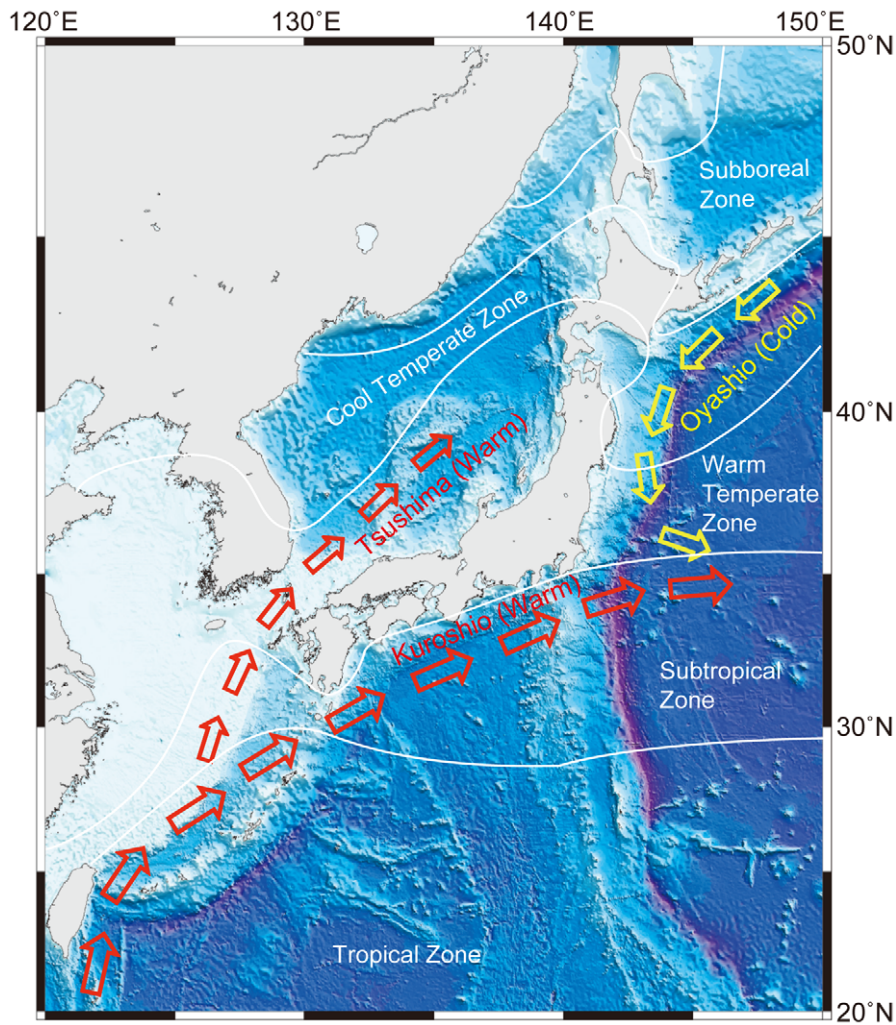 120°E
130°E
140°E
150°E
50°N
Subboreal
Zone
Cool Temperate Zone
Oyashio (Cold)
40°N
Tsushima (Warm)
Warm
Temperate
Zone
Kuroshio (Warm)
Subtropical
Zone
30°N
Tropical Zone
20°N